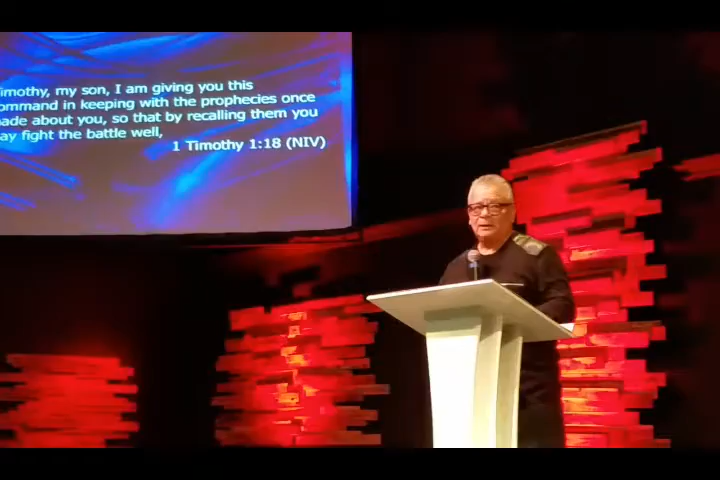 imothy, my son, I am giving you this
ommand in keeping with the prophecies once
ade about you, so that by recalling them you
ay fight the battle well,
1 Timothy 1:18 (NIV)